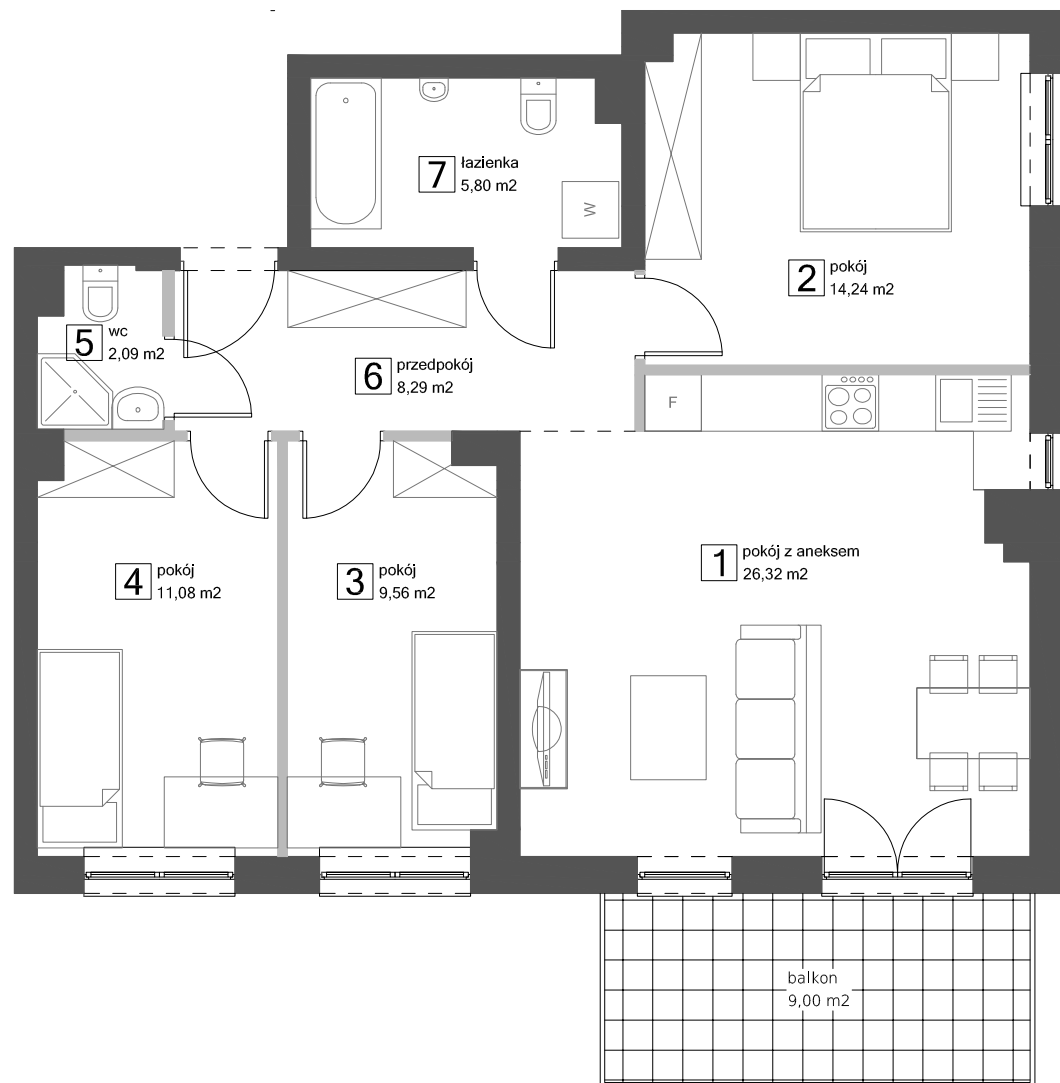 7
łazienka
5,80 m2
W
2
pokój
14,24 m2
5
wc
2,09 m2
6
przedpokój
8,29 m2
F
1
pokój z aneksem
26,32 m2
4
pokój
11,08 m2
3
pokój
9,56 m2
balkon
9,00 m2